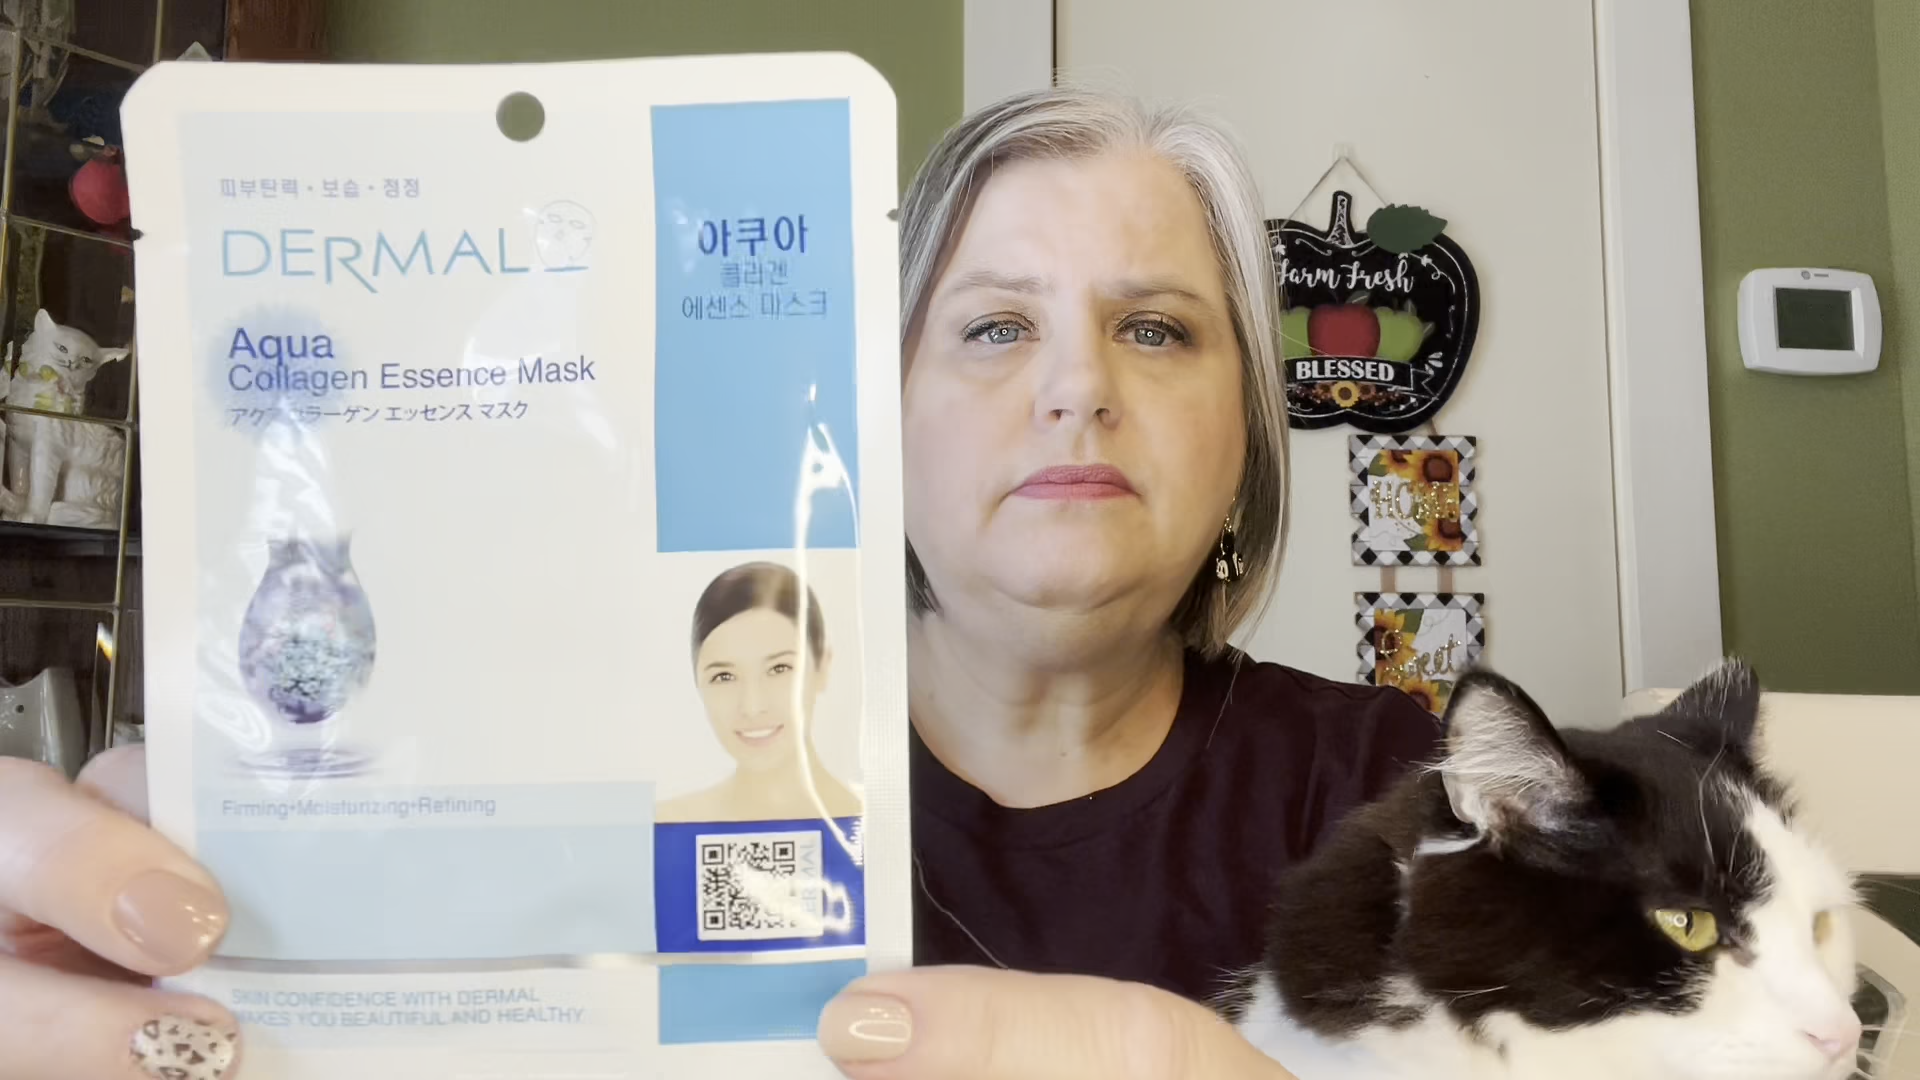 피부탄력 • 보습 • 정정
DERMAL
Aqua
Collagen Essence Mask
アクアコラーゲン エッセンス マスク
아쿠아
콜라겐
에센스 마스크
Firming+Moisturizing+Refining
DERMAL
SKIN CONFIDENCE WITH DERMAL
MAKES YOU BEAUTIFUL AND HEALTHY
Farm Fresh
BLESSED
HOME
Sweet